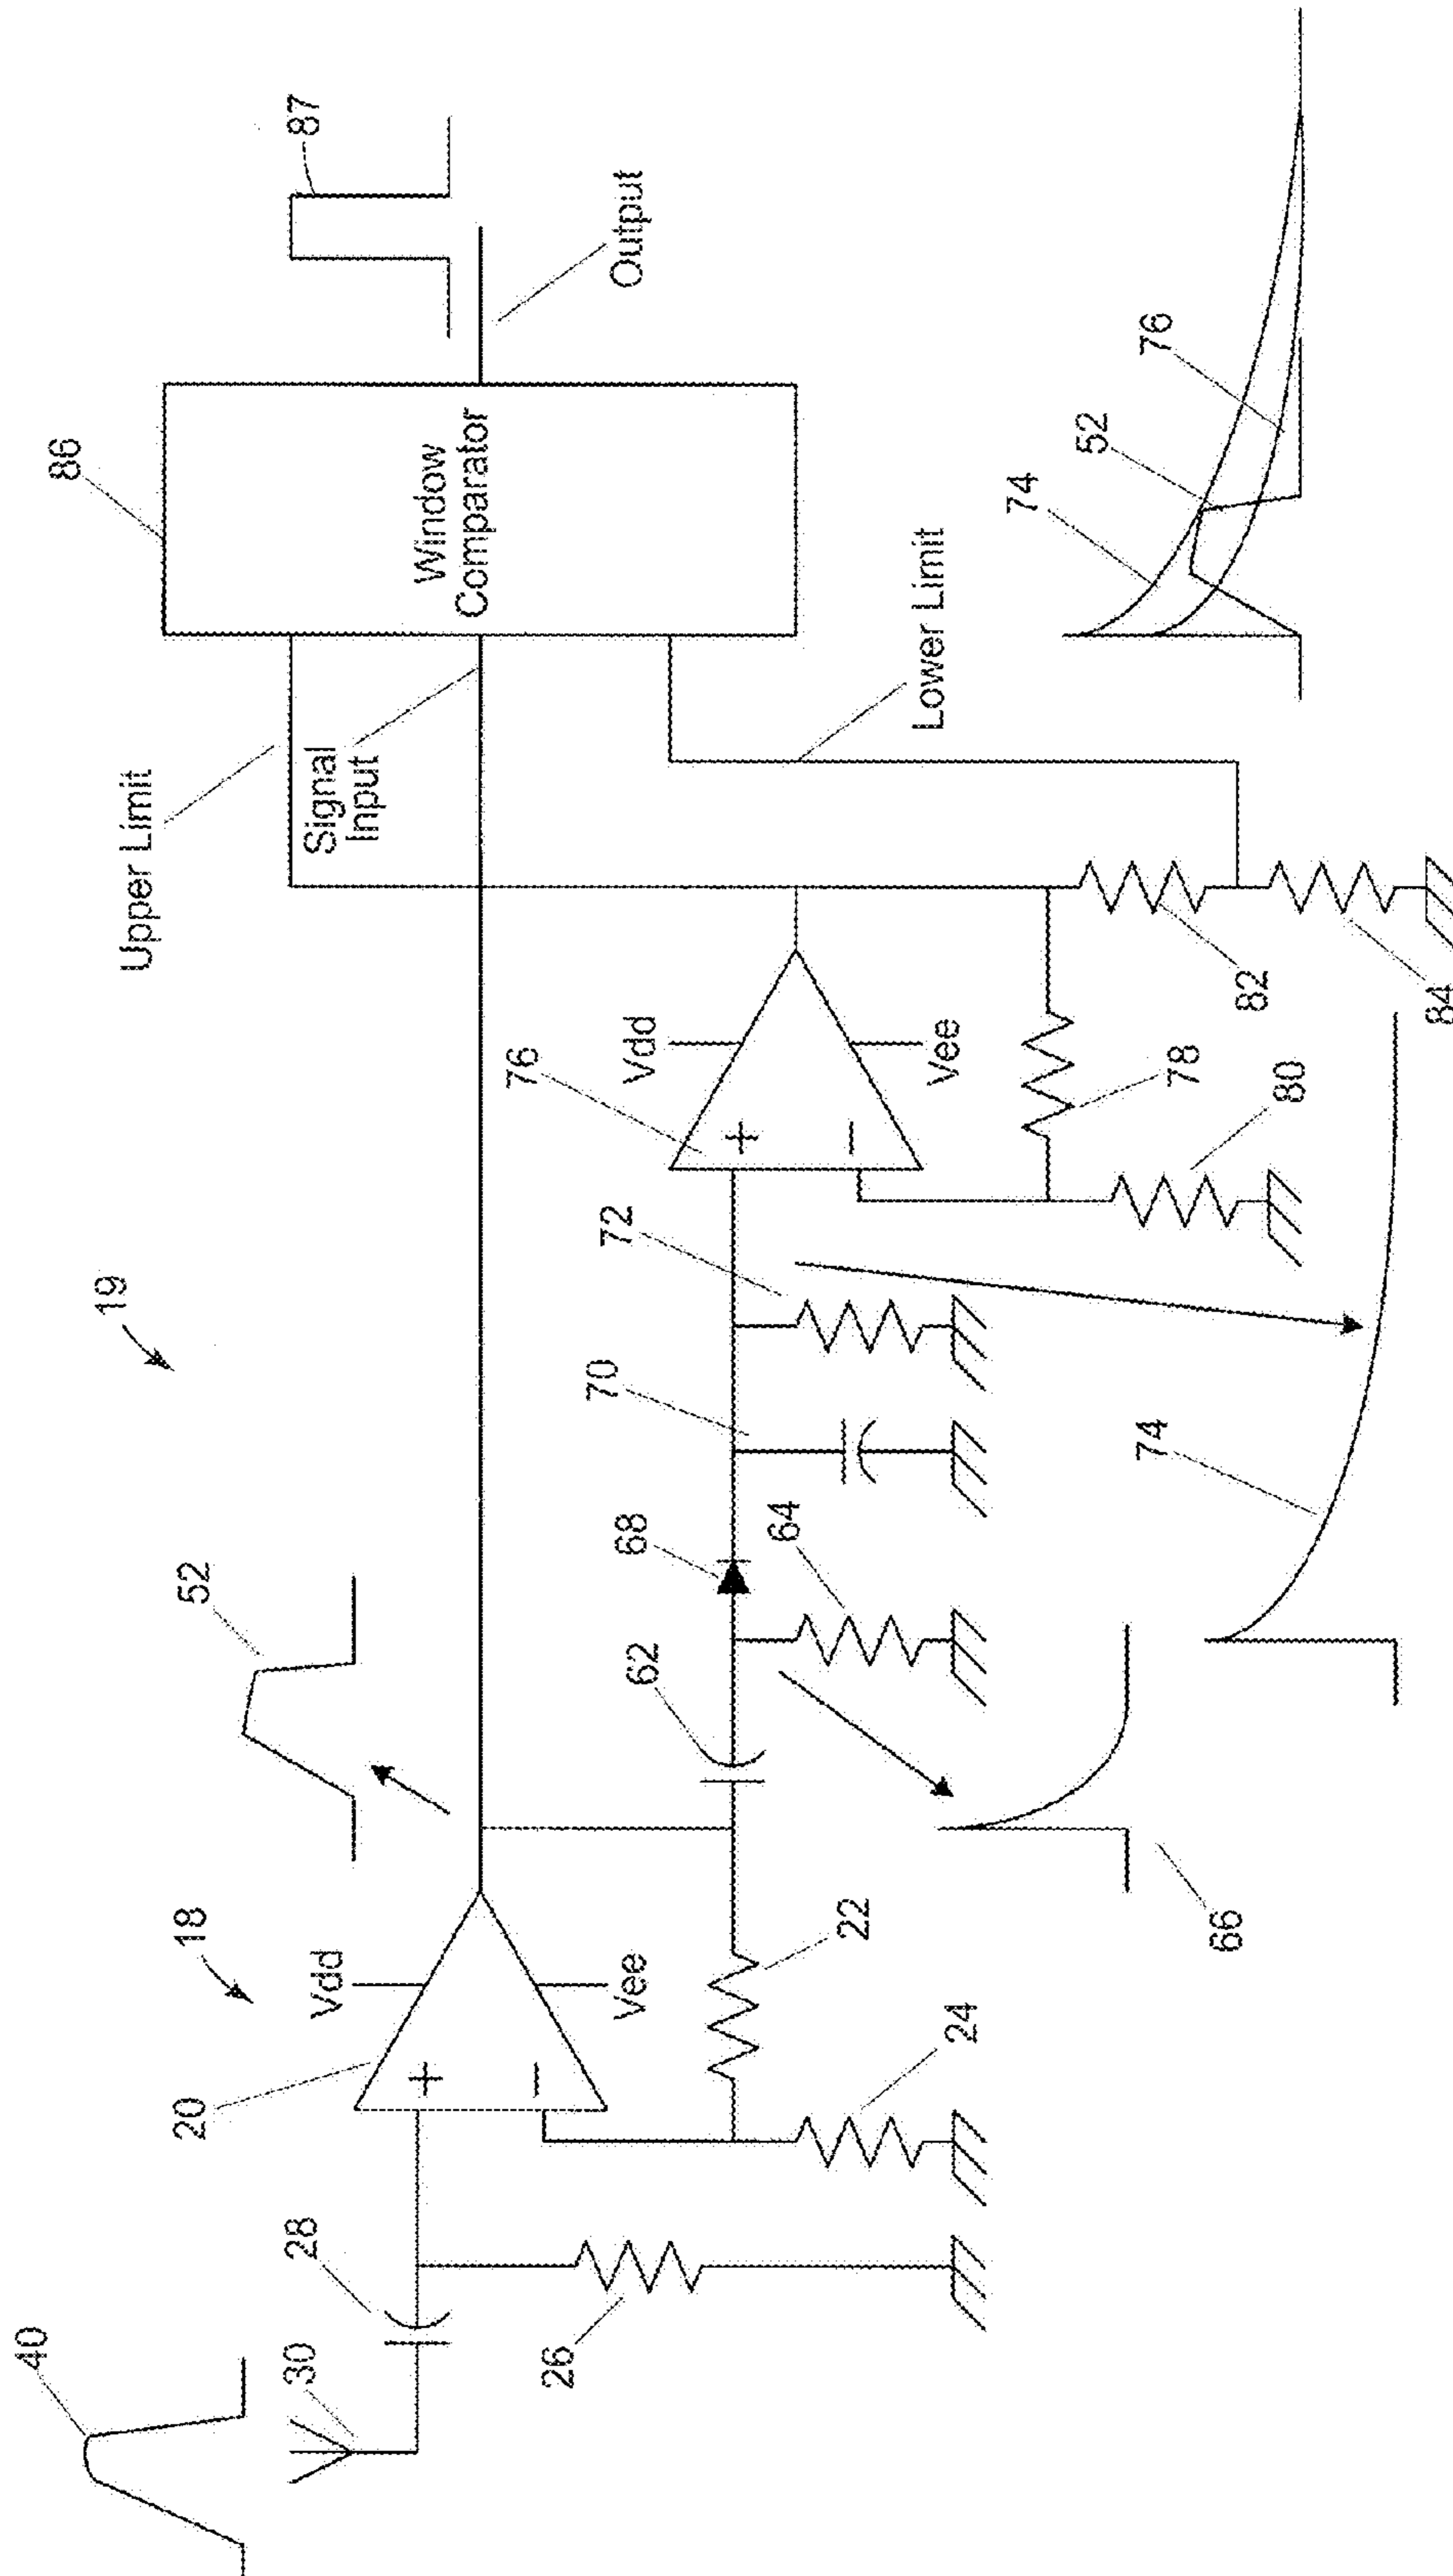 40
30
28
26
18
20
Vdd
+
−
Vee
22
24
52
62
68
64
66
19
70
72
74
76
Vdd
+
−
Vee
78
80
82
84
Upper Limit
Signal
Input
Lower Limit
86
Window
Comparator
87
Output
74
52
76